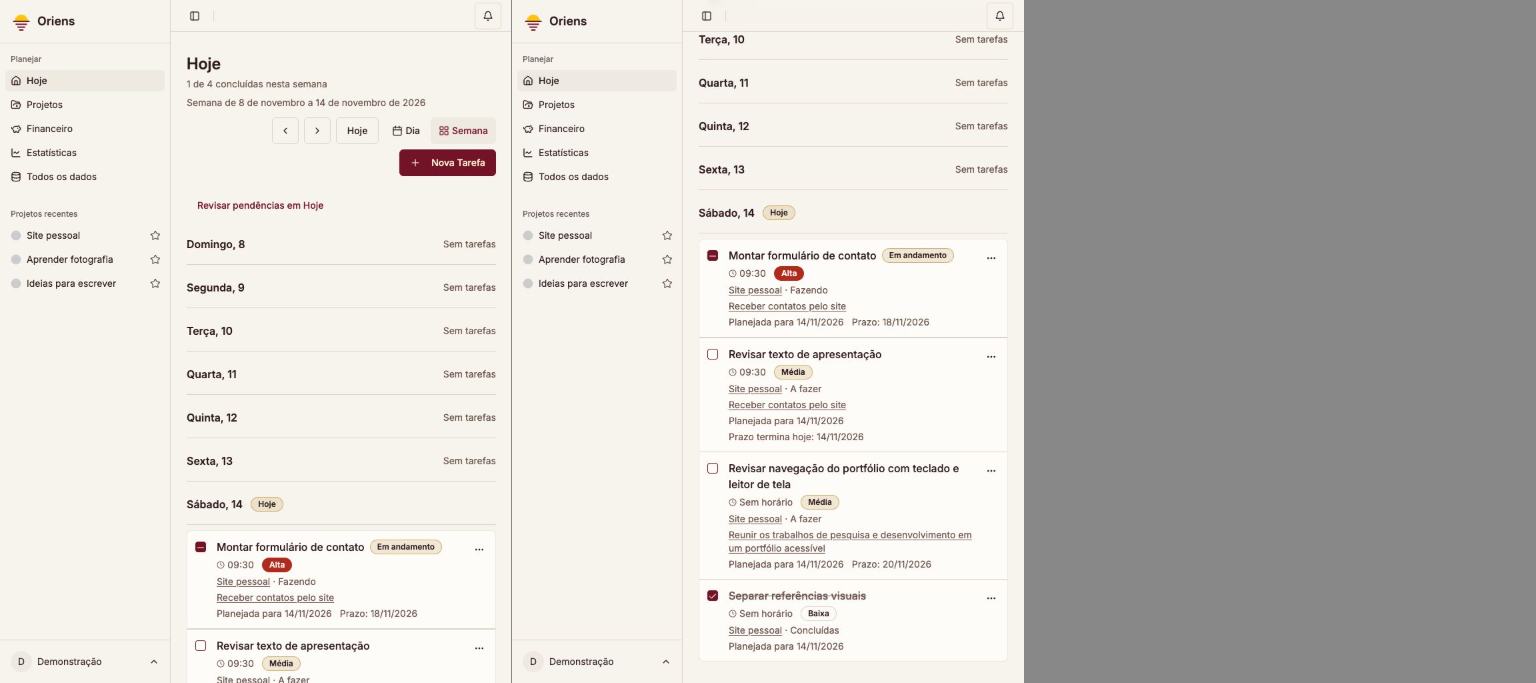 Oriens
Planejar
Hoje
Projetos
Financeiro
Estatísticas
Todos os dados
Projetos recentes
Site pessoal
Aprender fotografia
Ideias para escrever
D Demonstração
Hoje
1 de 4 concluídas nesta semana
Semana de 8 de novembro a 14 de novembro de 2026
Hoje Dia Semana
Nova Tarefa
Revisar pendências em Hoje
Domingo, 8 Sem tarefas
Segunda, 9 Sem tarefas
Terça, 10 Sem tarefas
Quarta, 11 Sem tarefas
Quinta, 12 Sem tarefas
Sexta, 13 Sem tarefas
Sábado, 14 Hoje
Montar formulário de contato Em andamento
09:30 Alta
Site pessoal · Fazendo
Receber contatos pelo site
Planejada para 14/11/2026 Prazo: 18/11/2026
Revisar texto de apresentação
09:30 Média
Site pessoal · A fazer
Oriens
Planejar
Hoje
Projetos
Financeiro
Estatísticas
Todos os dados
Projetos recentes
Site pessoal
Aprender fotografia
Ideias para escrever
D Demonstração
Terça, 10 Sem tarefas
Quarta, 11 Sem tarefas
Quinta, 12 Sem tarefas
Sexta, 13 Sem tarefas
Sábado, 14 Hoje
Montar formulário de contato Em andamento
09:30 Alta
Site pessoal · Fazendo
Receber contatos pelo site
Planejada para 14/11/2026 Prazo: 18/11/2026
Revisar texto de apresentação
09:30 Média
Site pessoal · A fazer
Receber contatos pelo site
Planejada para 14/11/2026
Prazo termina hoje: 14/11/2026
Revisar navegação do portfólio com teclado e
leitor de tela
Sem horário Média
Site pessoal · A fazer
Reunir os trabalhos de pesquisa e desenvolvimento em
um portfólio acessível
Planejada para 14/11/2026 Prazo: 20/11/2026
Separar referências visuais
Sem horário Baixa
Site pessoal · Concluídas
Planejada para 14/11/2026